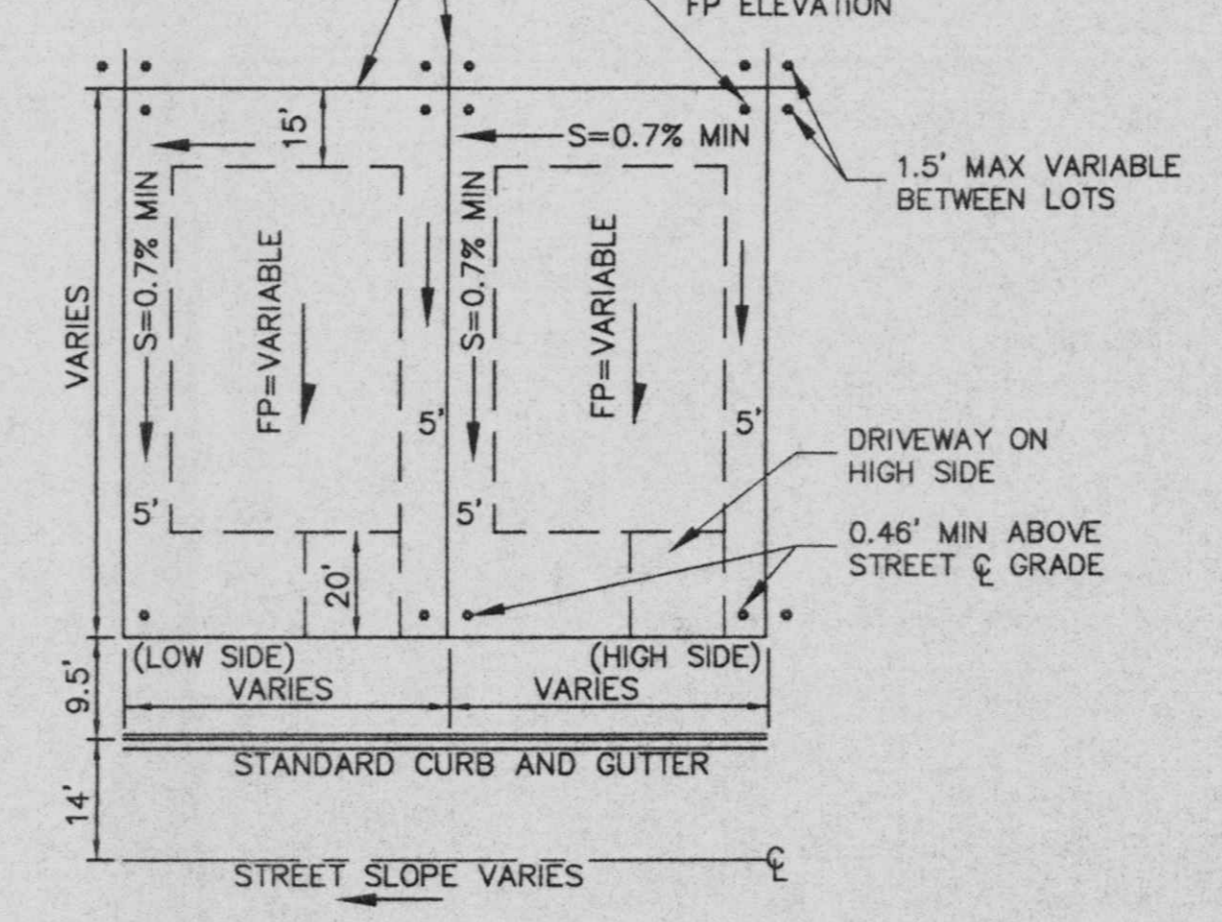 FP ELEVATION
15'
S=0.7% MIN
1.5' MAX VARIABLE
BETWEEN LOTS
VARIES
S=0.7% MIN
FP=VARIABLE
S=0.7% MIN
FP=VARIABLE
5'
5'
DRIVEWAY ON
HIGH SIDE
5'
5'
0.46' MIN ABOVE
STREET ℄ GRADE
20'
(LOW SIDE)
(HIGH SIDE)
VARIES
VARIES
9.5'
STANDARD CURB AND GUTTER
14'
℄
STREET SLOPE VARIES